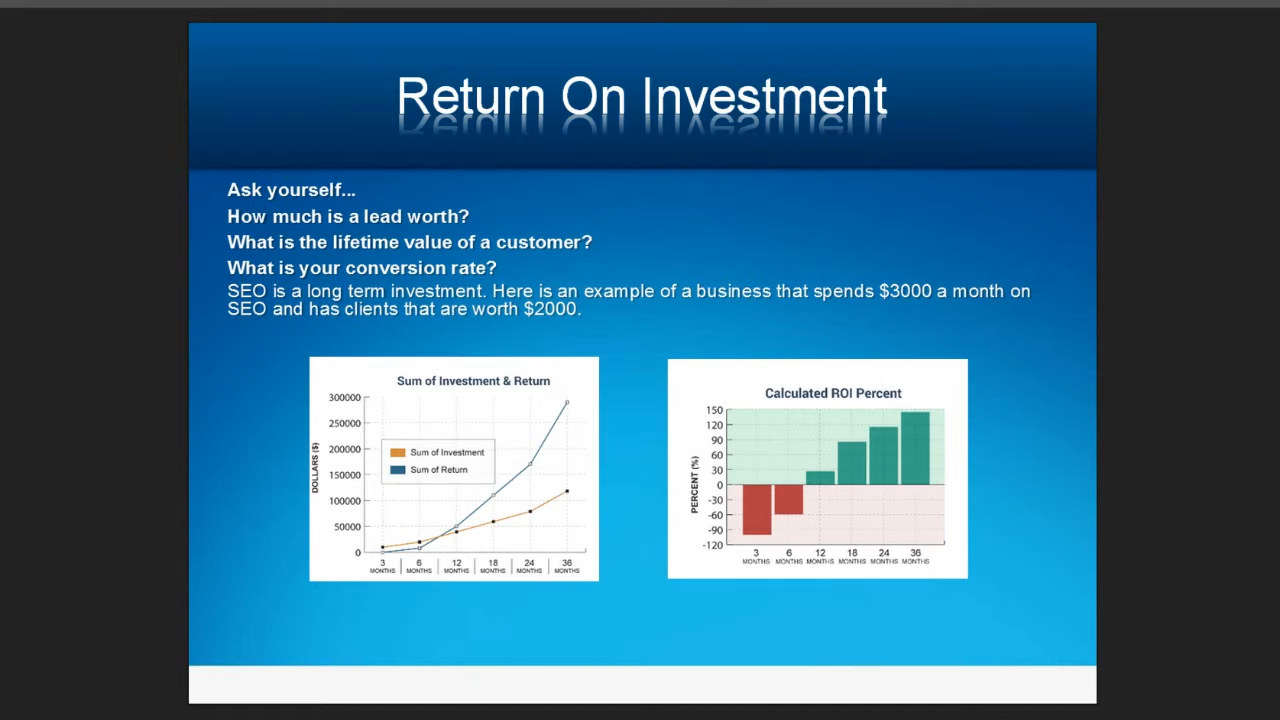 Return On Investment
Ask yourself...
How much is a lead worth?
What is the lifetime value of a customer?
What is your conversion rate?
SEO is a long term investment. Here is an example of a business that spends $3000 a month on
SEO and has clients that are worth $2000.
Sum of Investment & Return
300000
250000
200000
150000
100000
50000
0
DOLLARS ($)
Sum of Investment
Sum of Return
3 6 12 18 24 36
MONTHS MONTHS MONTHS MONTHS MONTHS MONTHS
Calculated ROI Percent
150
120
90
60
30
0
-30
-60
-90
-120
PERCENT (%)
3 6 12 18 24 36
MONTHS MONTHS MONTHS MONTHS MONTHS MONTHS